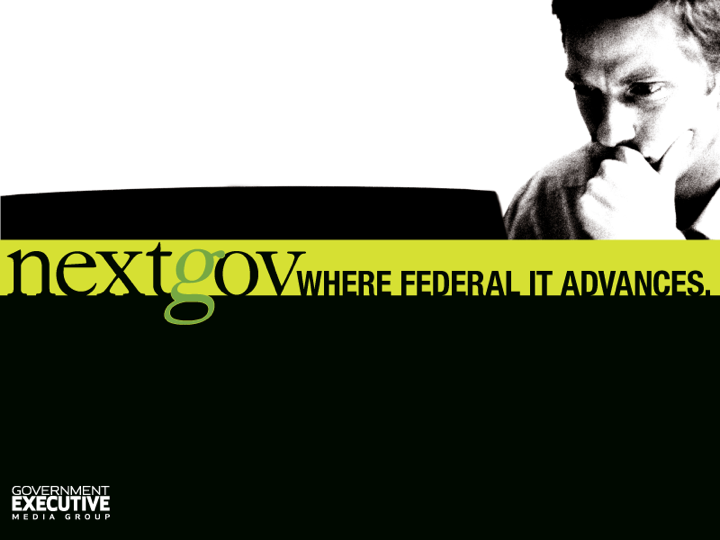 nextgov WHERE FEDERAL IT ADVANCES.
GOVERNMENT
EXECUTIVE
MEDIA GROUP